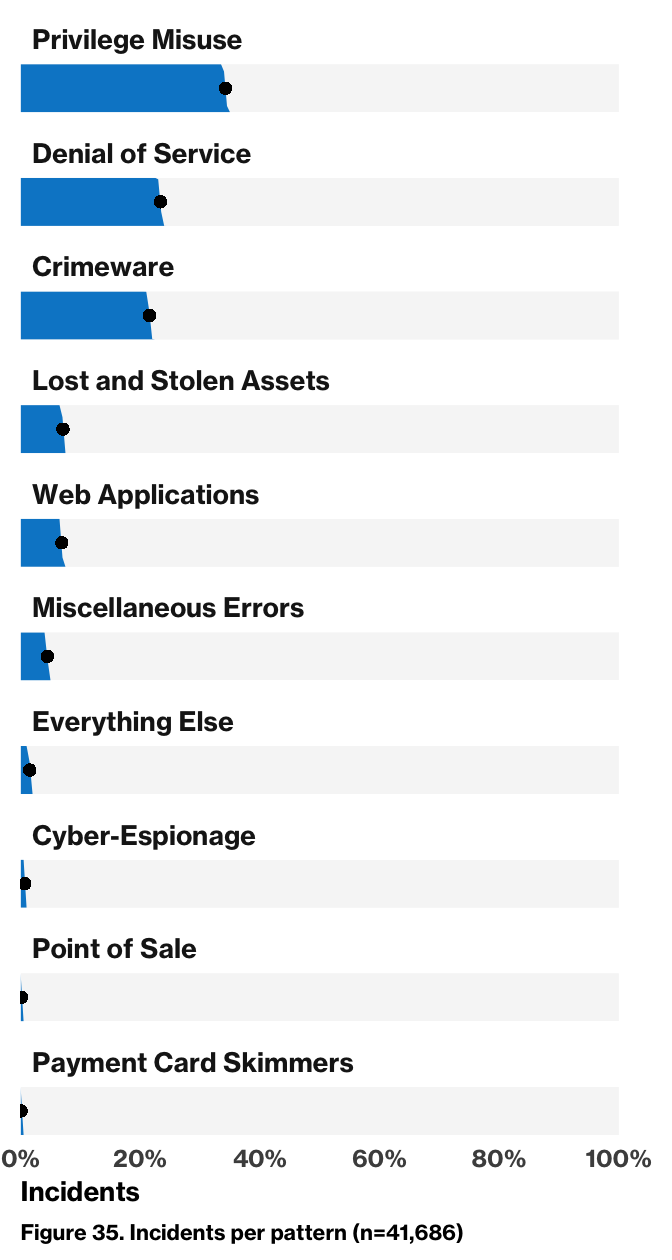 Privilege Misuse
Denial of Service
Crimeware
Lost and Stolen Assets
Web Applications
Miscellaneous Errors
Everything Else
Cyber-Espionage
Point of Sale
Payment Card Skimmers
0% 20% 40% 60% 80% 100%
Incidents
Figure 35. Incidents per pattern (n=41,686)